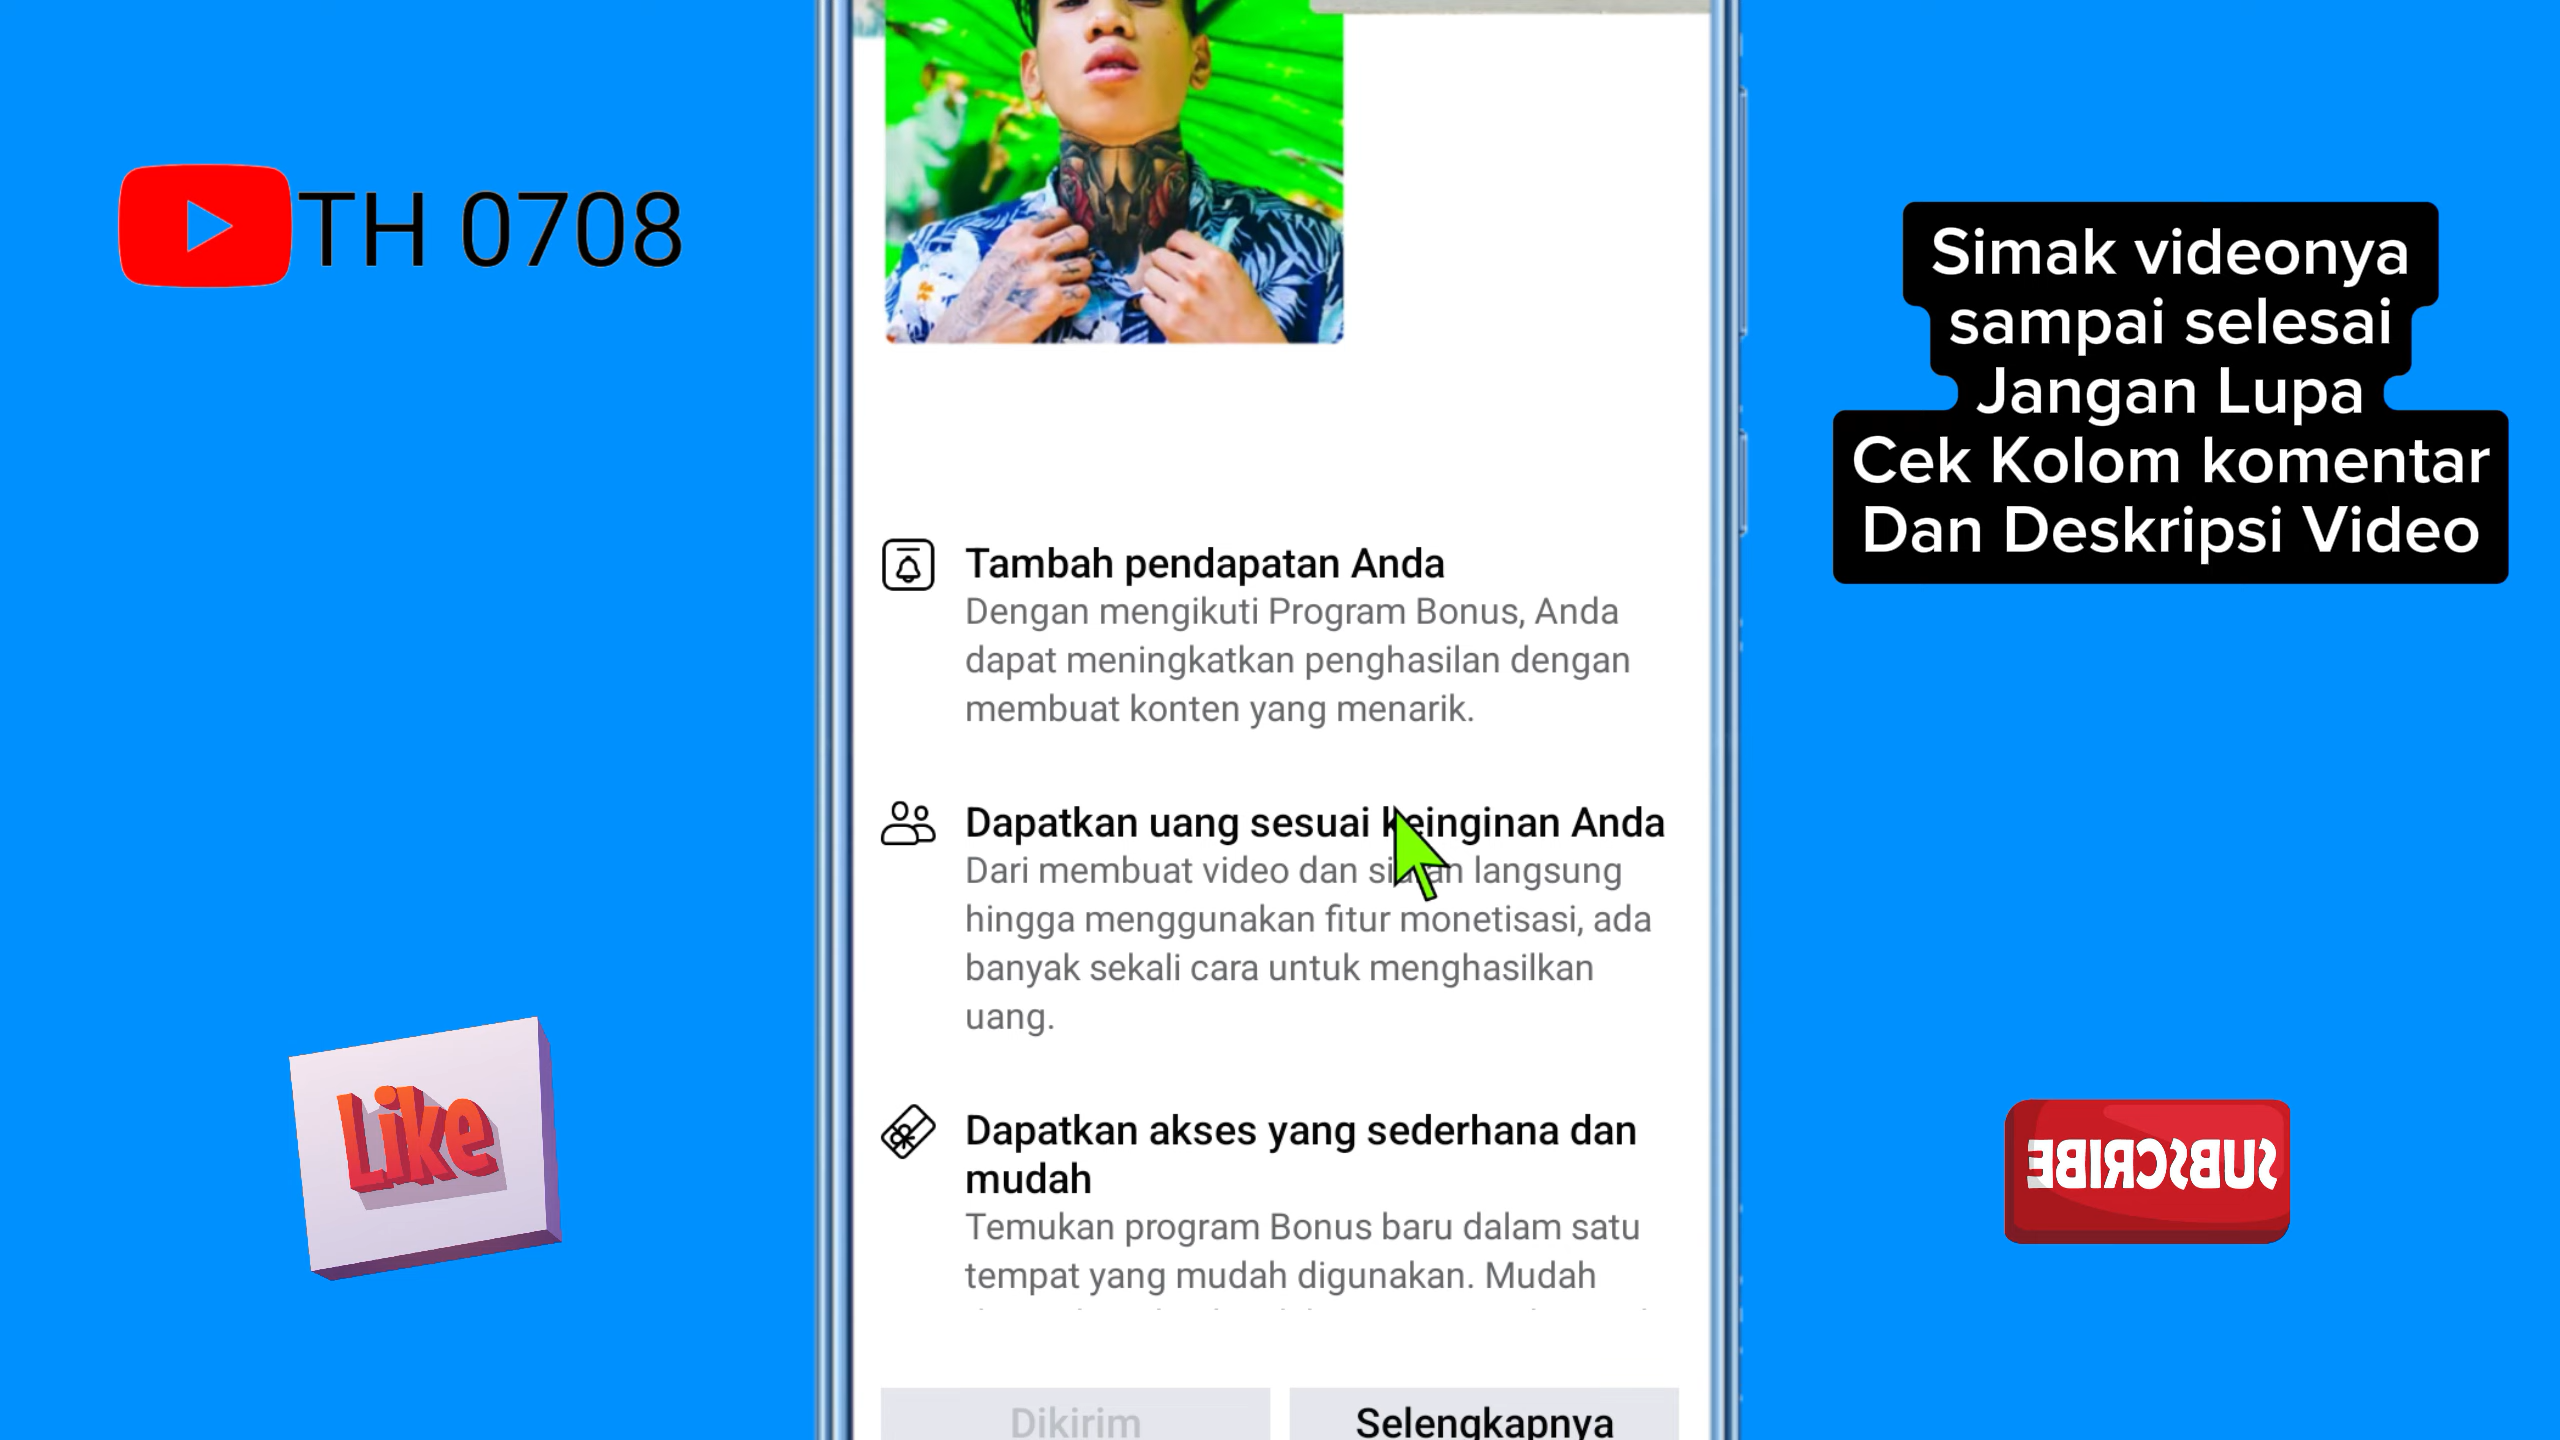 TH 0708
Simak videonya
sampai selesai
Jangan Lupa
Cek Kolom komentar
Dan Deskripsi Video
Tambah pendapatan Anda
Dengan mengikuti Program Bonus, Anda
dapat meningkatkan penghasilan dengan
membuat konten yang menarik.
Dapatkan uang sesuai keinginan Anda
Dari membuat video dan siaran langsung
hingga menggunakan fitur monetisasi, ada
banyak sekali cara untuk menghasilkan
uang.
Dapatkan akses yang sederhana dan
mudah
Temukan program Bonus baru dalam satu
tempat yang mudah digunakan. Mudah
Like
SUBSCRIBE
Dikirim
Selengkapnya